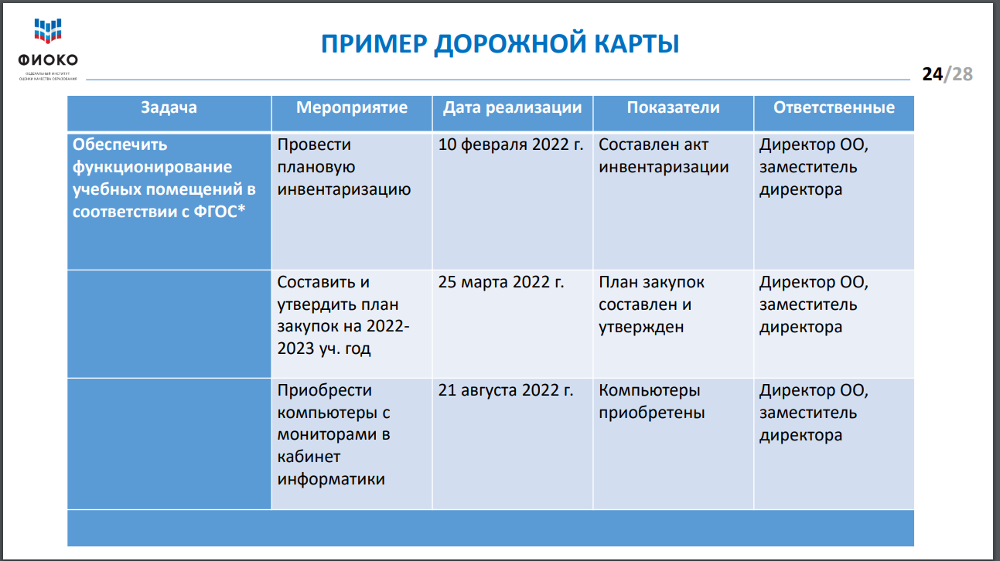 ФИОКО
ФЕДЕРАЛЬНЫЙ ИНСТИТУТ
ОЦЕНКИ КАЧЕСТВА ОБРАЗОВАНИЯ
ПРИМЕР ДОРОЖНОЙ КАРТЫ
24/28
Задача
Мероприятие
Дата реализации
Показатели
Ответственные
Обеспечить
функционирование
учебных помещений в
соответствии с ФГОС*
Провести
плановую
инвентаризацию
10 февраля 2022 г.
Составлен акт
инвентаризации
Директор ОО,
заместитель
директора
Составить и
утвердить план
закупок на 2022-
2023 уч. год
25 марта 2022 г.
План закупок
составлен и
утвержден
Директор ОО,
заместитель
директора
Приобрести
компьютеры с
мониторами в
кабинет
информатики
21 августа 2022 г.
Компьютеры
приобретены
Директор ОО,
заместитель
директора